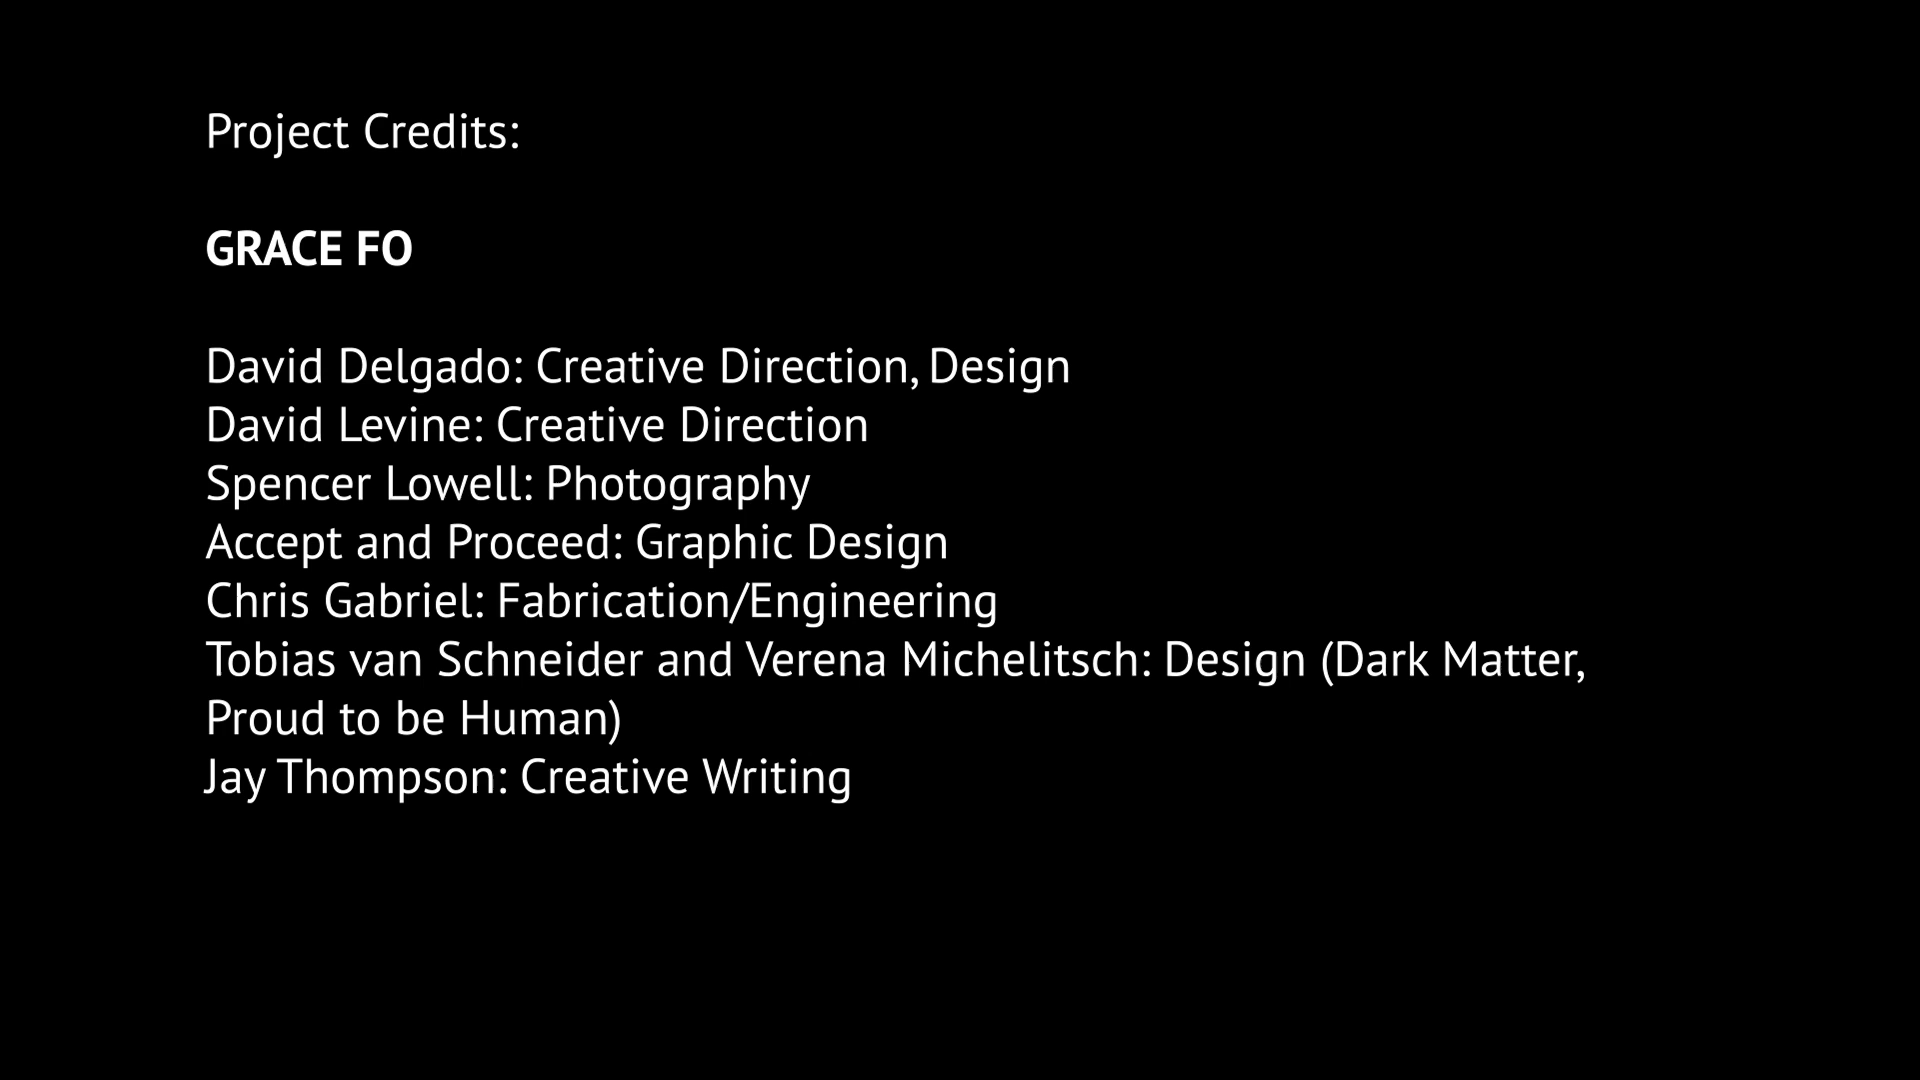 Project Credits:
GRACE FO
David Delgado: Creative Direction, Design
David Levine: Creative Direction
Spencer Lowell: Photography
Accept and Proceed: Graphic Design
Chris Gabriel: Fabrication/Engineering
Tobias van Schneider and Verena Michelitsch: Design (Dark Matter,
Proud to be Human)
Jay Thompson: Creative Writing